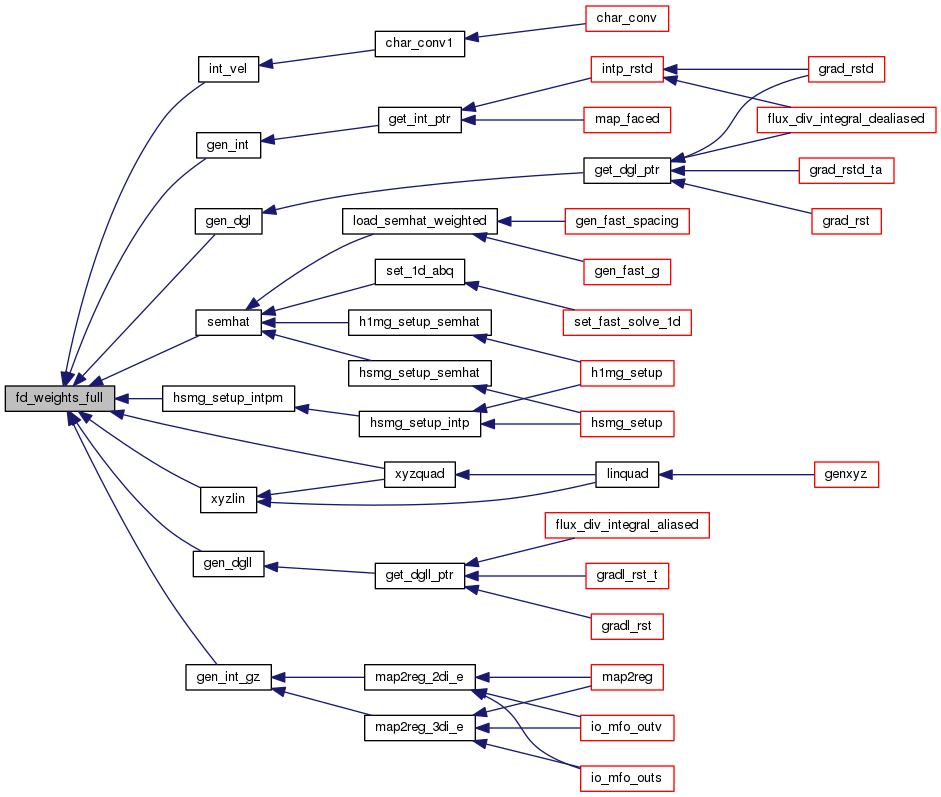 char_conv
char_conv1
int_vel
intp_rstd
grad_rstd
get_int_ptr
map_faced
flux_div_integral_dealiased
gen_int
get_dgl_ptr
grad_rstd_ta
gen_dgl
load_semhat_weighted
gen_fast_spacing
grad_rst
set_1d_abq
gen_fast_g
semhat
h1mg_setup_semhat
set_fast_solve_1d
hsmg_setup_semhat
h1mg_setup
fd_weights_full
hsmg_setup_intpm
hsmg_setup_intp
hsmg_setup
xyzquad
linquad
genxyz
xyzlin
flux_div_integral_aliased
gen_dgll
get_dgll_ptr
gradl_rst_t
gradl_rst
gen_int_gz
map2reg_2di_e
map2reg
map2reg_3di_e
io_mfo_outv
io_mfo_outs